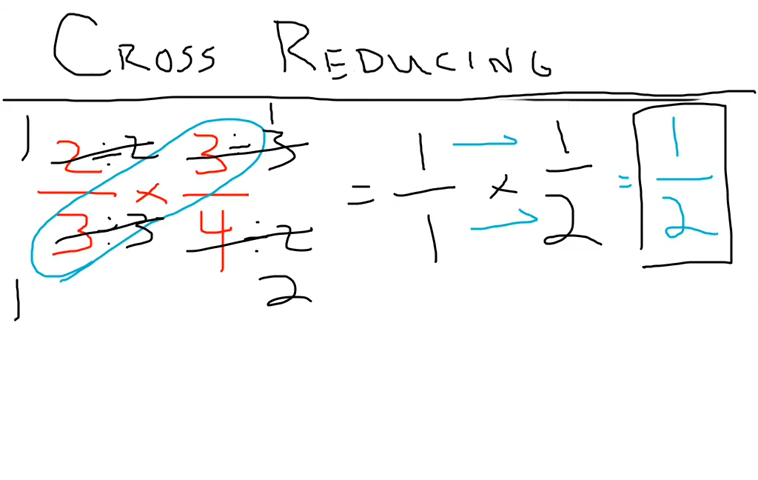 CROSS REDUCING
1 2÷2 3÷3 1
× = 1 → 1 = 1
3÷3 4÷2 1 × → 2 2
1 2